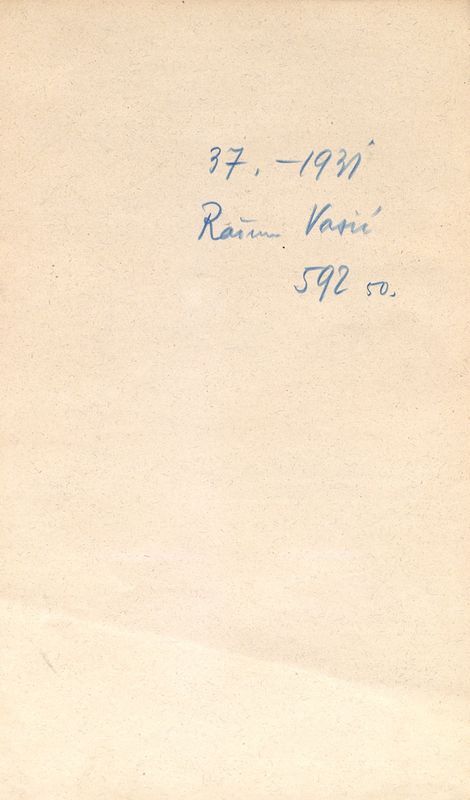 37. – 1931
Račun Vasić
592 50.